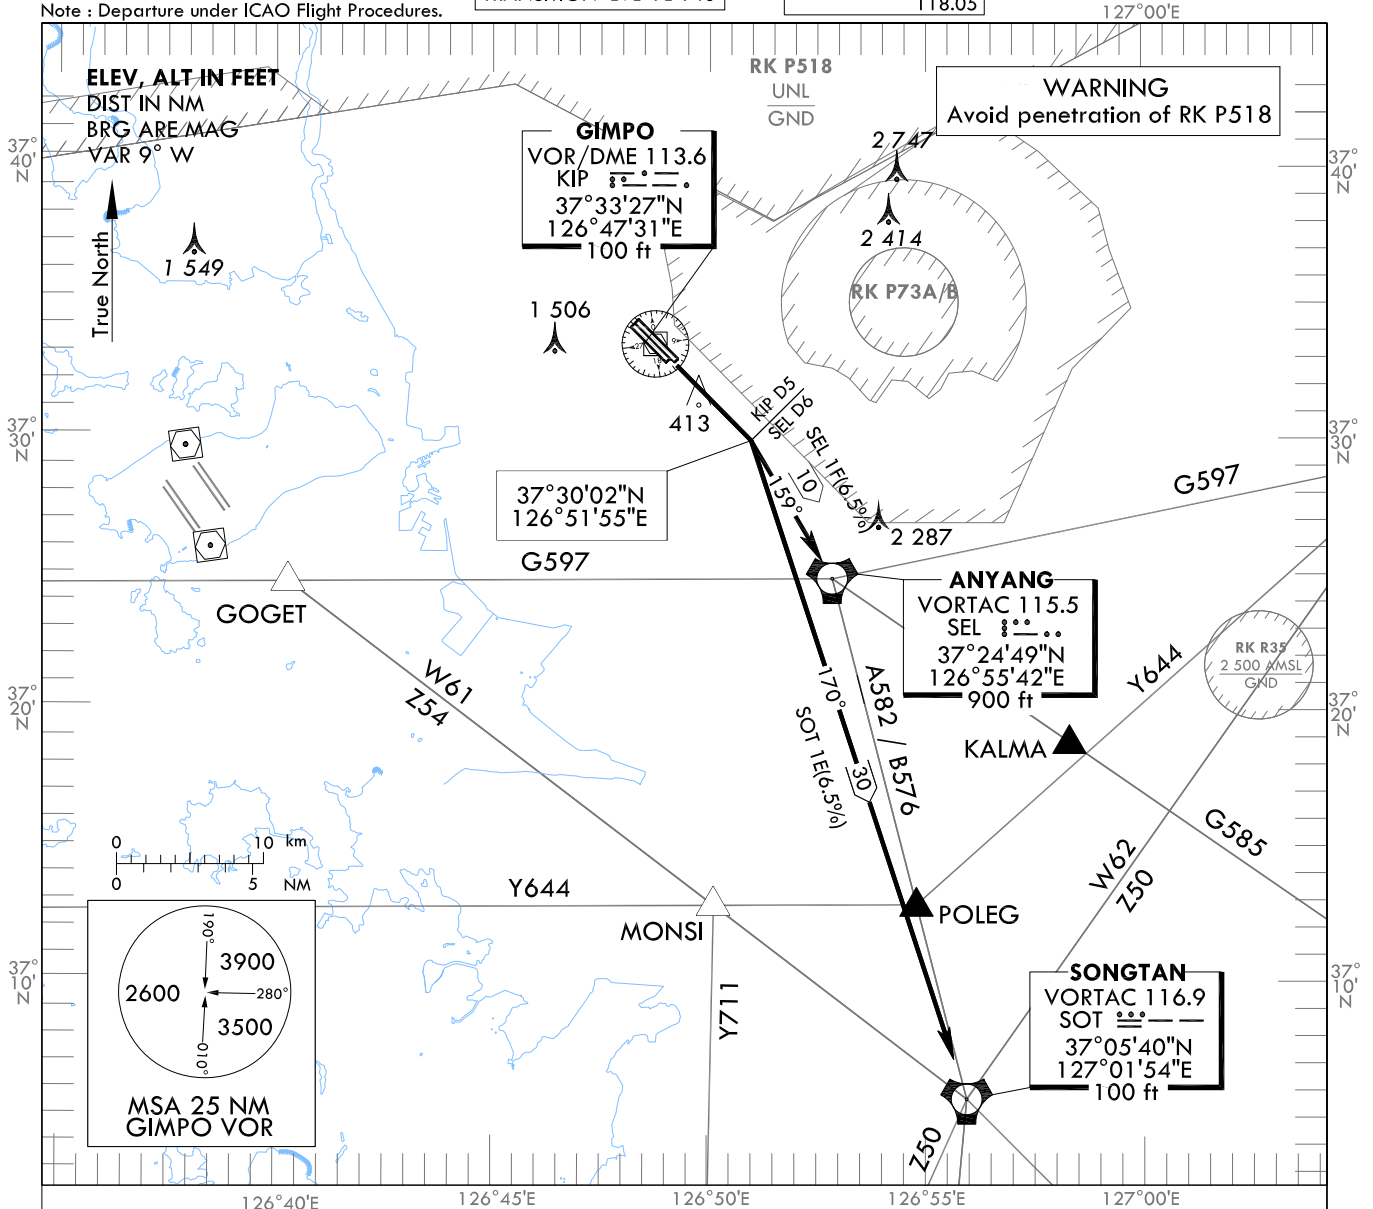 Note : Departure under ICAO Flight Procedures.
118.05
127°00'E
ELEV, ALT IN FEET
DIST IN NM
BRG ARE MAG
VAR 9° W
True North
RK P518
UNL
GND
WARNING
Avoid penetration of RK P518
GIMPO
VOR/DME 113.6
KIP
37°33'27"N
126°47'31"E
100 ft
37°
40'
N
37°
40'
N
2 747
2 414
RK P73A/B
1 549
1 506
413
KIP D5
SEL D6
SEL 1F(6.5%)
10
159°
37°30'02"N
126°51'55"E
2 287
37°
30'
N
37°
30'
N
G597
G597
GOGET
ANYANG
VORTAC 115.5
SEL
37°24'49"N
126°55'42"E
900 ft
RK R35
2 500 AMSL
GND
W61
Z54
170°
SOT 1E(6.5%)
30
A582 / B576
Y644
KALMA
37°
20'
N
37°
20'
N
G585
W62
Z50
0
10
km
0
5
NM
Y644
MONSI
POLEG
190°
3900
2600
280°
3500
010°
MSA 25 NM
GIMPO VOR
37°
10'
N
37°
10'
N
Y711
SONGTAN
VORTAC 116.9
SOT
37°05'40"N
127°01'54"E
100 ft
Z50
126°40'E
126°45'E
126°50'E
126°55'E
127°00'E